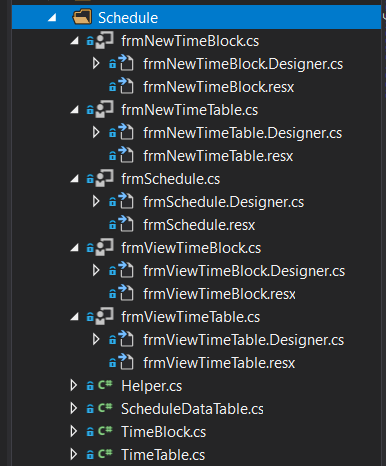 Schedule
frmNewTimeBlock.cs
frmNewTimeBlock.Designer.cs
frmNewTimeBlock.resx
frmNewTimeTable.cs
frmNewTimeTable.Designer.cs
frmNewTimeTable.resx
frmSchedule.cs
frmSchedule.Designer.cs
frmSchedule.resx
frmViewTimeBlock.cs
frmViewTimeBlock.Designer.cs
frmViewTimeBlock.resx
frmViewTimeTable.cs
frmViewTimeTable.Designer.cs
frmViewTimeTable.resx
C# Helper.cs
C# ScheduleDataTable.cs
C# TimeBlock.cs
C# TimeTable.cs